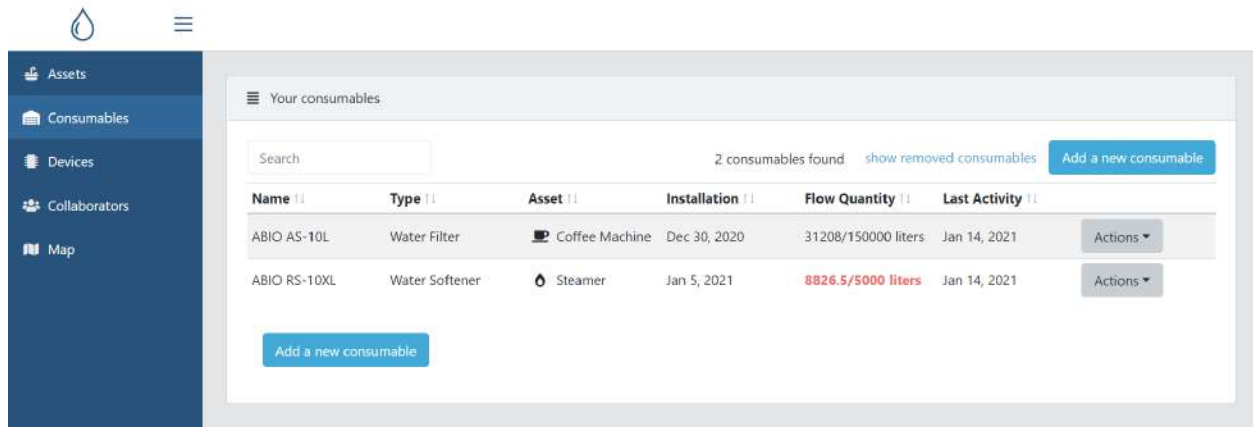 Assets
Consumables
Devices
Collaborators
Map
Your consumables
Search 2 consumables found show removed consumables Add a new consumable
Name Type Asset Installation Flow Quantity Last Activity
ABIO AS-10L Water Filter Coffee Machine Dec 30, 2020 31208/150000 liters Jan 14, 2021 Actions
ABIO RS-10XL Water Softener Steamer Jan 5, 2021 8826.5/5000 liters Jan 14, 2021 Actions
Add a new consumable